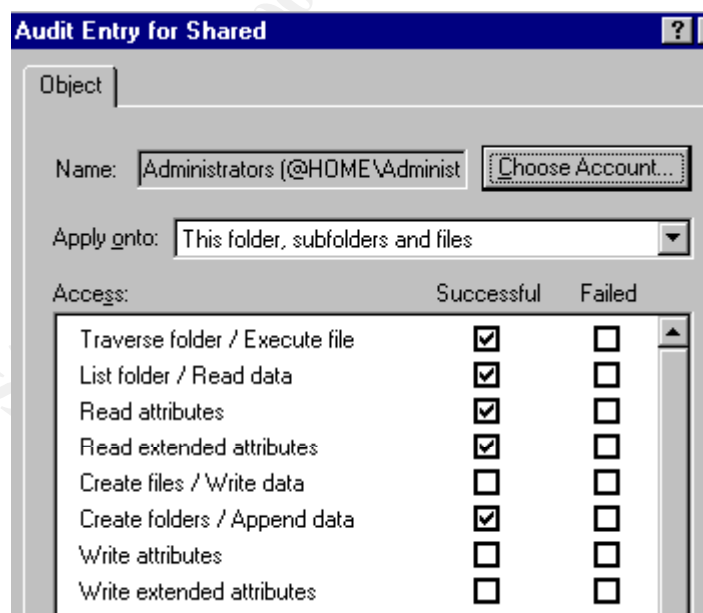 Audit Entry for Shared ?
Object
Name: Administrators (@HOME\Administ Choose Account...
Apply onto: This folder, subfolders and files
Access: Successful Failed
Traverse folder / Execute file
List folder / Read data
Read attributes
Read extended attributes
Create files / Write data
Create folders / Append data
Write attributes
Write extended attributes